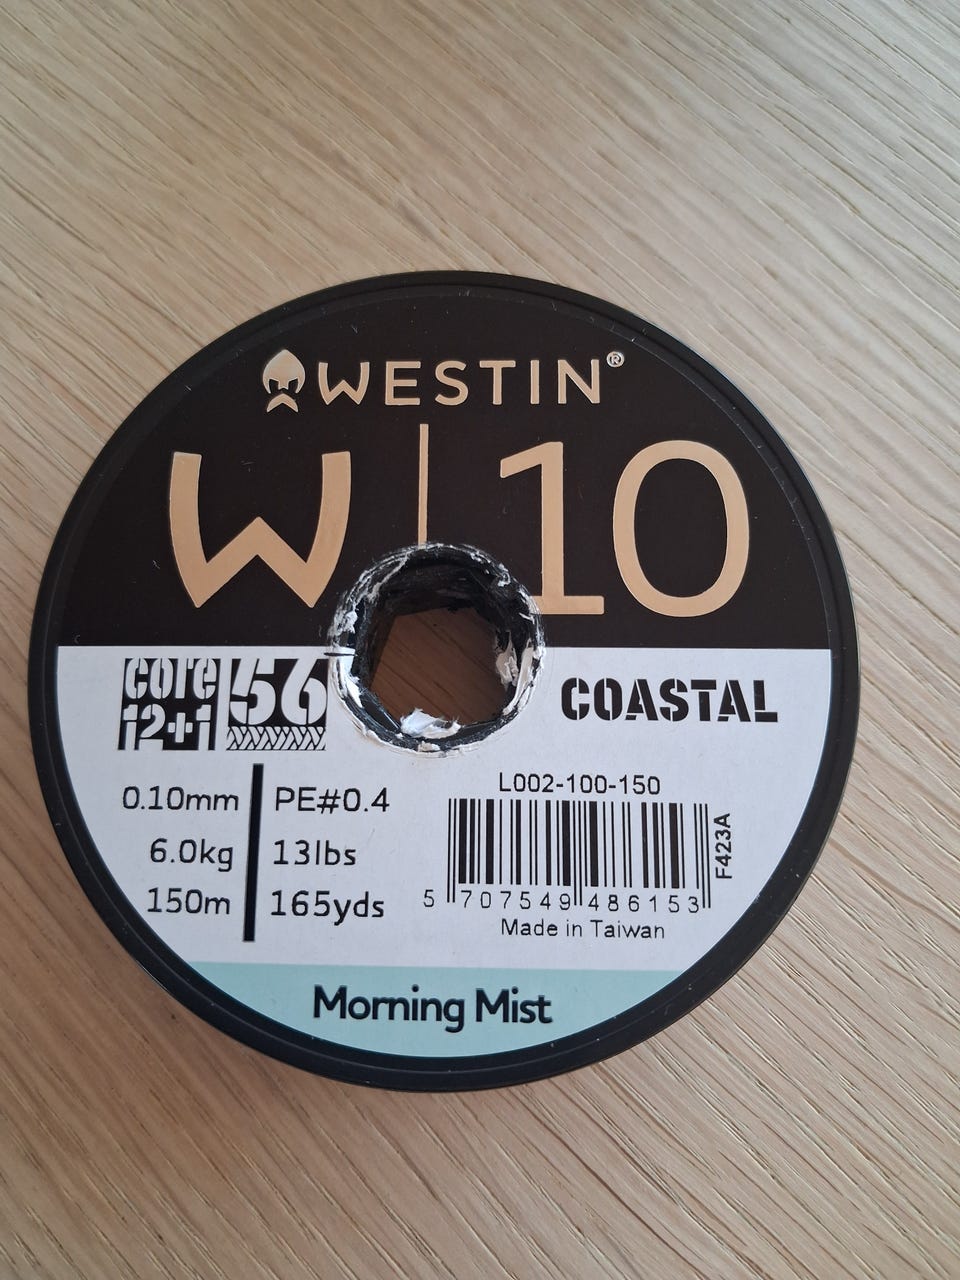 WESTIN®
W|10
core
12+1
56
COASTAL
0.10mm PE#0.4
6.0kg 13lbs
150m 165yds
L002-100-150
F423A
5 707549 486153
Made in Taiwan
Morning Mist